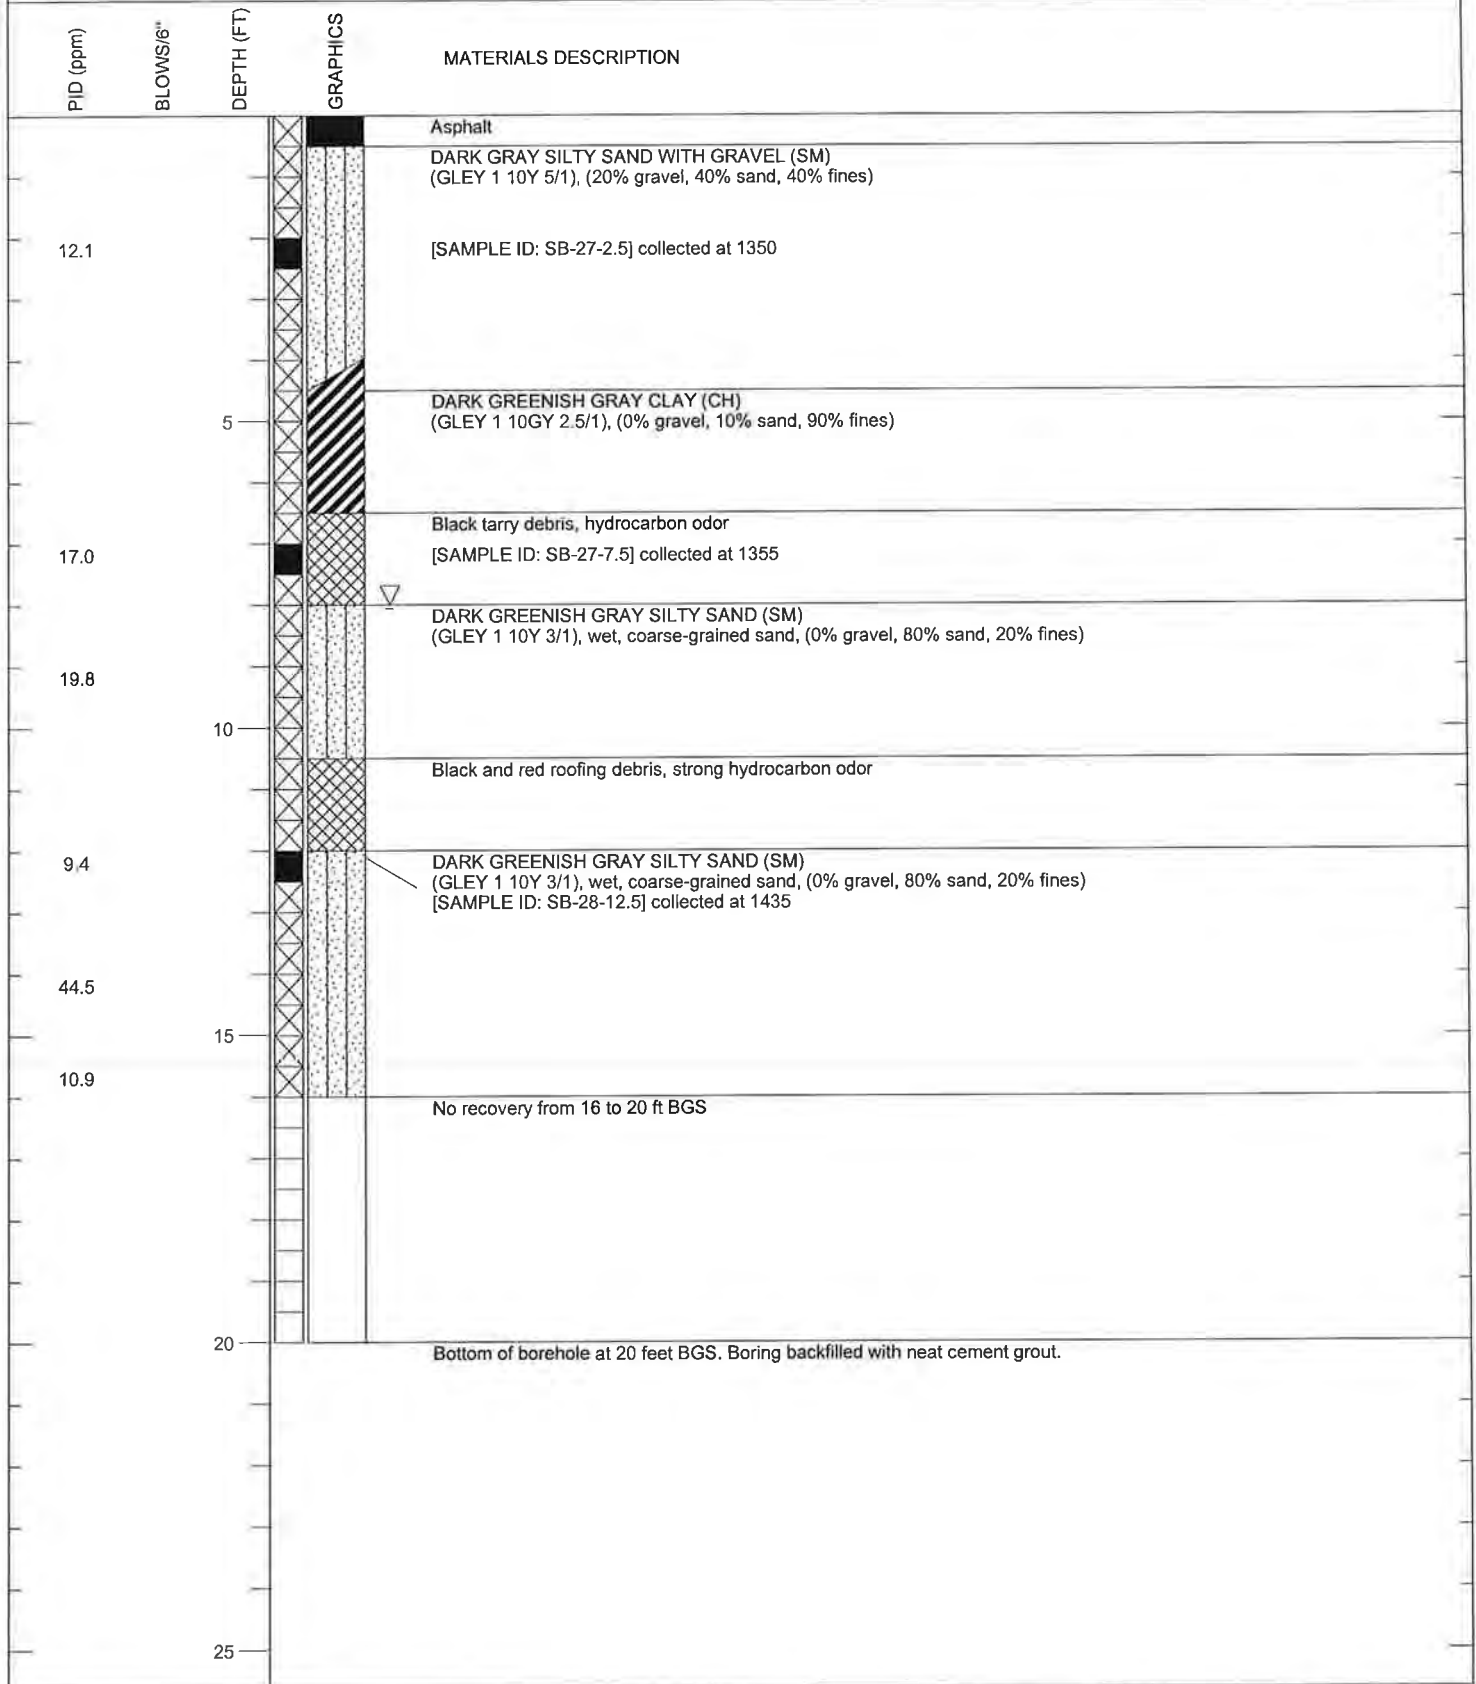 PID (ppm)
BLOWS/6"
DEPTH (FT)
GRAPHICS
MATERIALS DESCRIPTION
Asphalt
DARK GRAY SILTY SAND WITH GRAVEL (SM)
(GLEY 1 10Y 5/1), (20% gravel, 40% sand, 40% fines)
12.1
[SAMPLE ID: SB-27-2.5] collected at 1350
DARK GREENISH GRAY CLAY (CH)
5
(GLEY 1 10GY 2.5/1), (0% gravel, 10% sand, 90% fines)
Black tarry debris, hydrocarbon odor
17.0
[SAMPLE ID: SB-27-7.5] collected at 1355
DARK GREENISH GRAY SILTY SAND (SM)
(GLEY 1 10Y 3/1), wet, coarse-grained sand, (0% gravel, 80% sand, 20% fines)
19.8
10
Black and red roofing debris, strong hydrocarbon odor
9.4
DARK GREENISH GRAY SILTY SAND (SM)
(GLEY 1 10Y 3/1), wet, coarse-grained sand, (0% gravel, 80% sand, 20% fines)
[SAMPLE ID: SB-28-12.5] collected at 1435
44.5
15
10.9
No recovery from 16 to 20 ft BGS
20
Bottom of borehole at 20 feet BGS. Boring backfilled with neat cement grout.
25